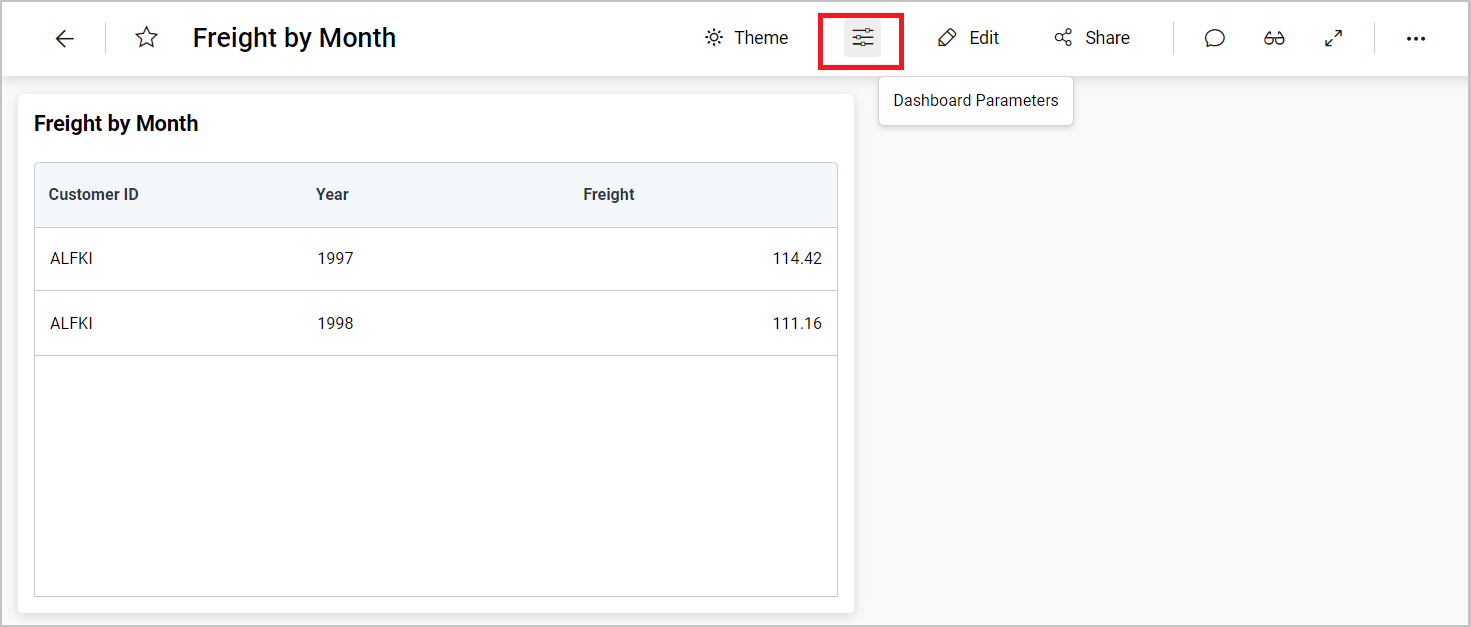 Freight by Month
Theme
Edit
Share
Dashboard Parameters
Freight by Month
Customer ID Year Freight
ALFKI 1997 114.42
ALFKI 1998 111.16